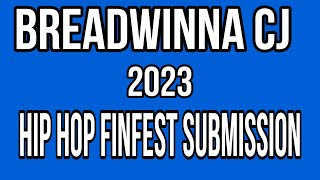 BREADWINNA CJ
2023
HIP HOP FINFEST SUBMISSION